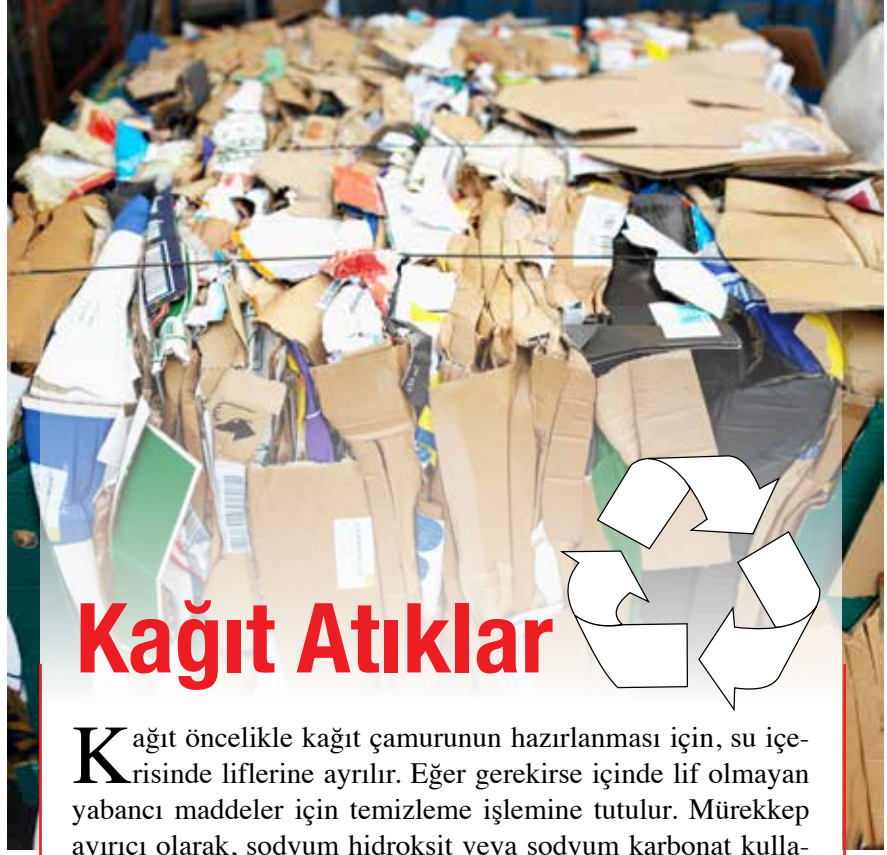 Kağıt Atıklar
Kağıt öncelikle kağıt çamurunun hazırlanması için, su içe-
risinde liflerine ayrılır. Eğer gerekirse içinde lif olmayan
yabancı maddeler için temizleme işlemine tutulur. Mürekkep
ayırıcı olarak, sodyum hidroksit veya sodyum karbonat kulla-